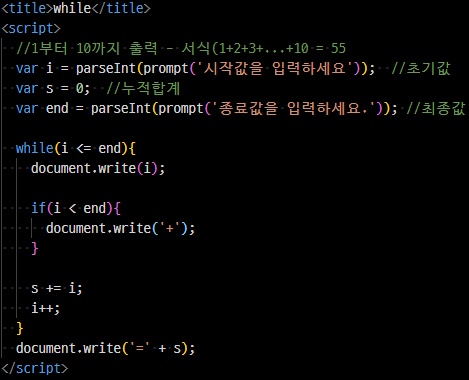 <title>while</title>
<script>
//1부터 10까지 출력 - 서식(1+2+3+...+10 = 55
var i = parseInt(prompt('시작값을 입력하세요')); //초기값
var s = 0; //누적합계
var end = parseInt(prompt('종료값을 입력하세요.')); //최종값
while(i <= end){
document.write(i);
if(i < end){
document.write('+');
}
s += i;
i++;
}
document.write('=' + s);
</script>